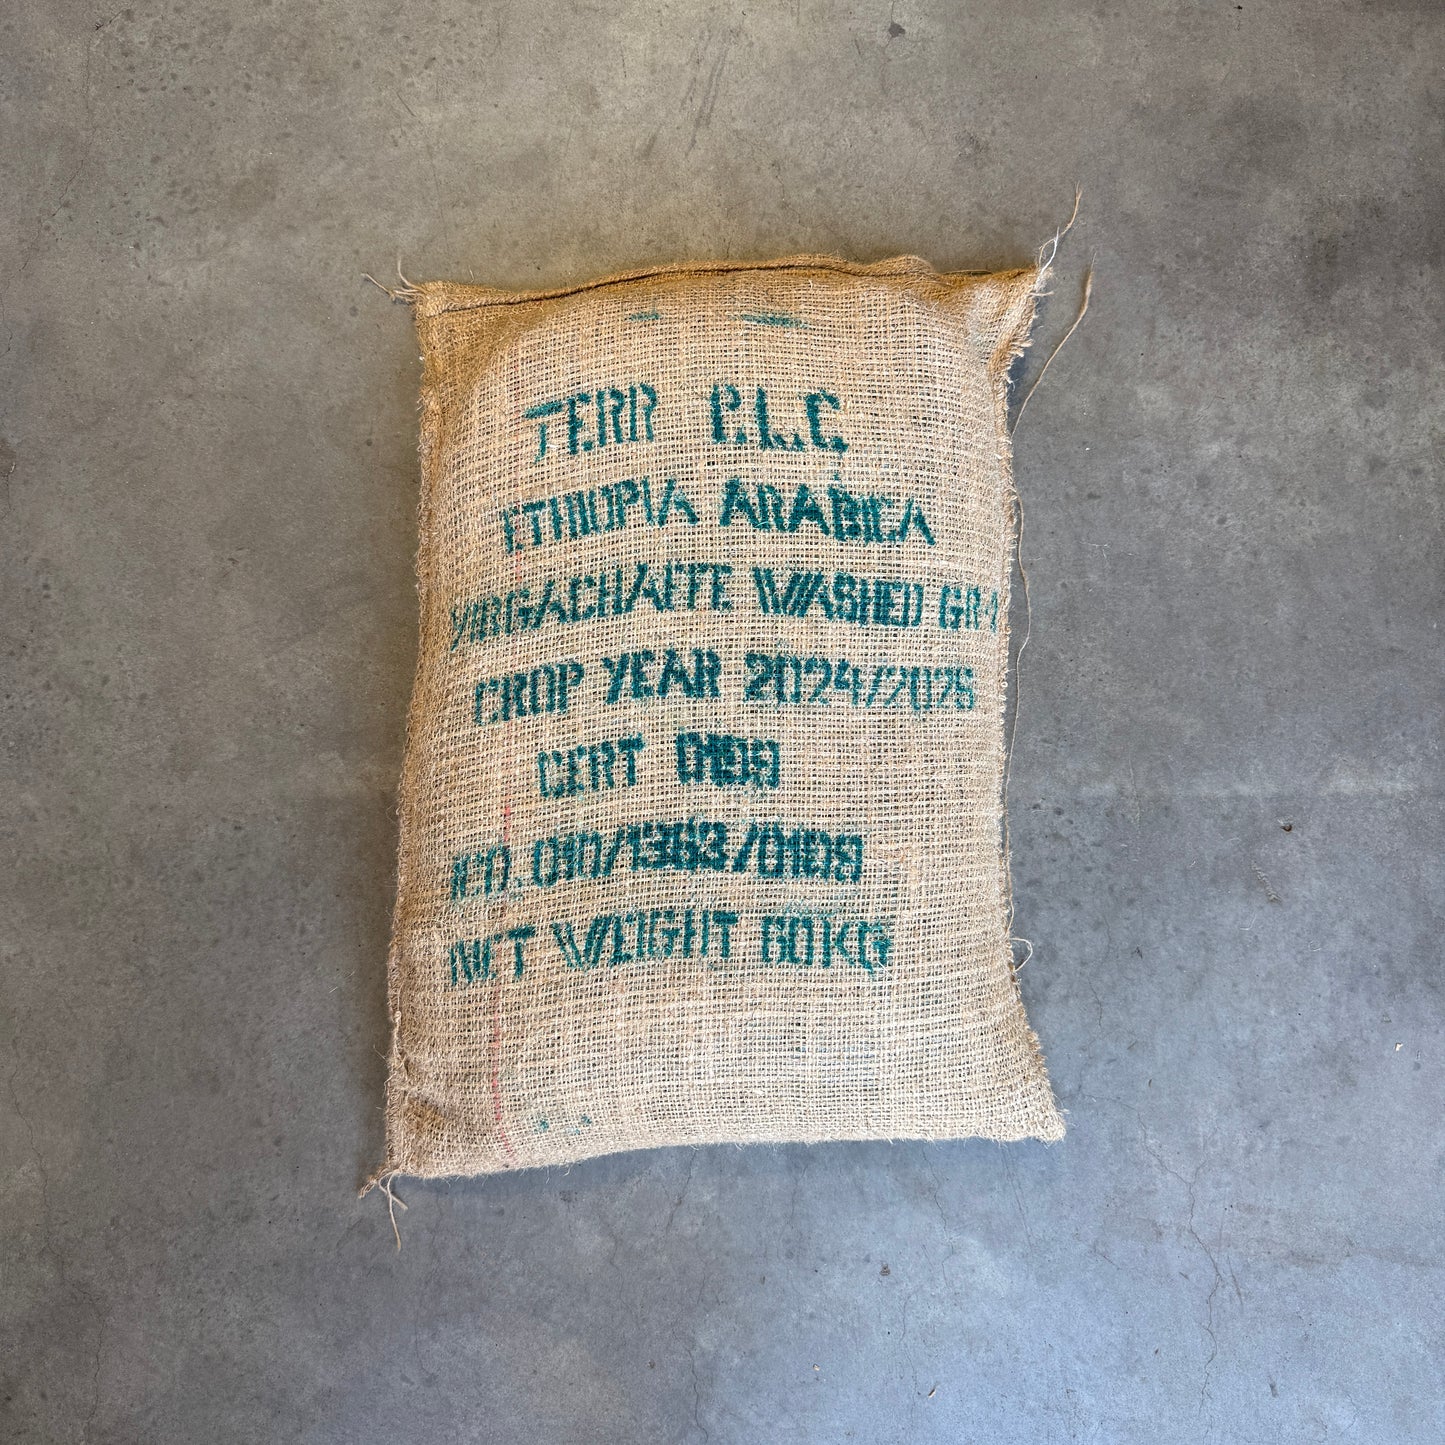 TERR P.L.C
ETHIOPIA ARABICA
YIRGACHAFFE WASHED GR-1
CROP YEAR 2024/2025
CERT 0109
ICO. 010/1363/0109
NET WEIGHT 60KG